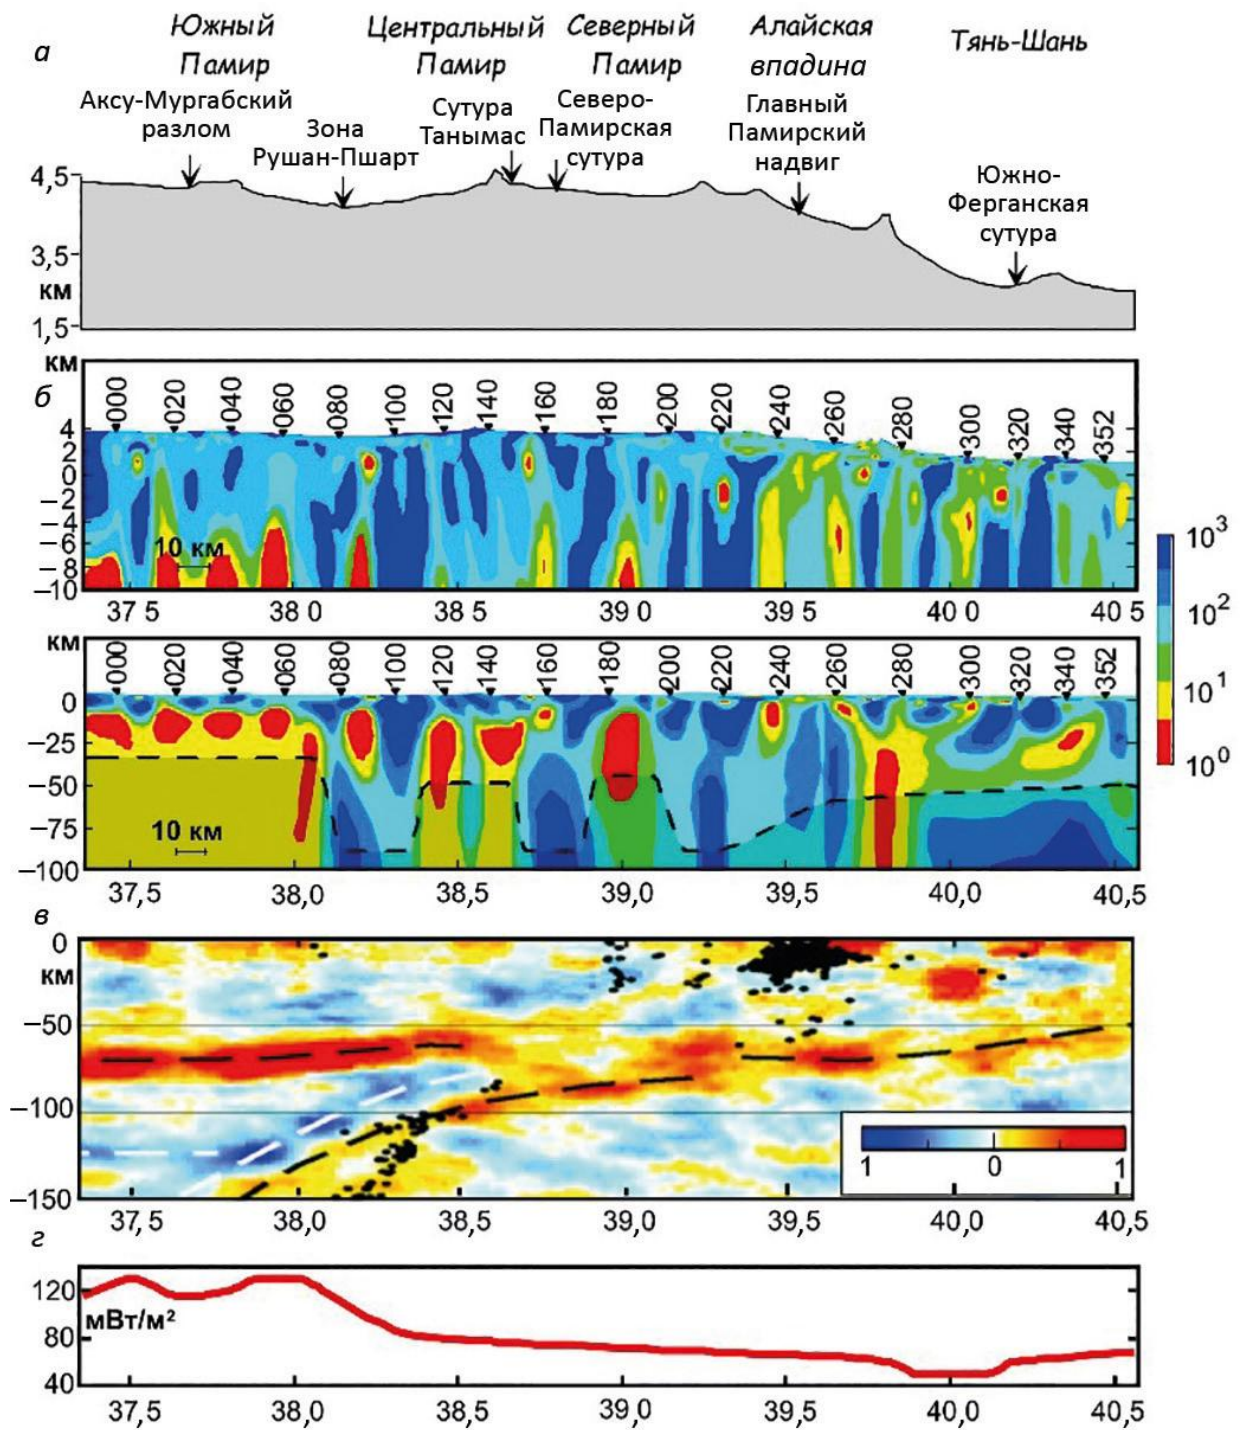 а
Южный
Памир
Центральный
Памир
Северный
Памир
Алайская
впадина
Тянь-Шань
Аксу-Мургабский
разлом
Зона
Рушан-Пшарт
Сутура
Танымас
Северо-
Памирская
сутура
Главный
Памирский
надвиг
Южно-
Ферганская
сутура
4,5
3,5
км
1,5
б
км
000 020 040 060 080 100 120 140 160 180 200 220 240 260 280 300 320 340 352
4
2
0
−2
−4
−6
−8
−10
10 км
37 5 38 0 38 5 39 0 39 5 40 0 40 5
км
000 020 040 060 080 100 120 140 160 180 200 220 240 260 280 300 320 340 352
0
−25
−50
−75
−100
10 км
37,5 38,0 38,5 39,0 39,5 40,0 40,5
10³
10²
10¹
10⁰
в
0
км
−50
−100
−150
1 0 1
37,5 38,0 38,5 39,0 39,5 40,0 40,5
г
120
мВт/м²
80
40
37,5 38,0 38,5 39,0 39,5 40,0 40,5